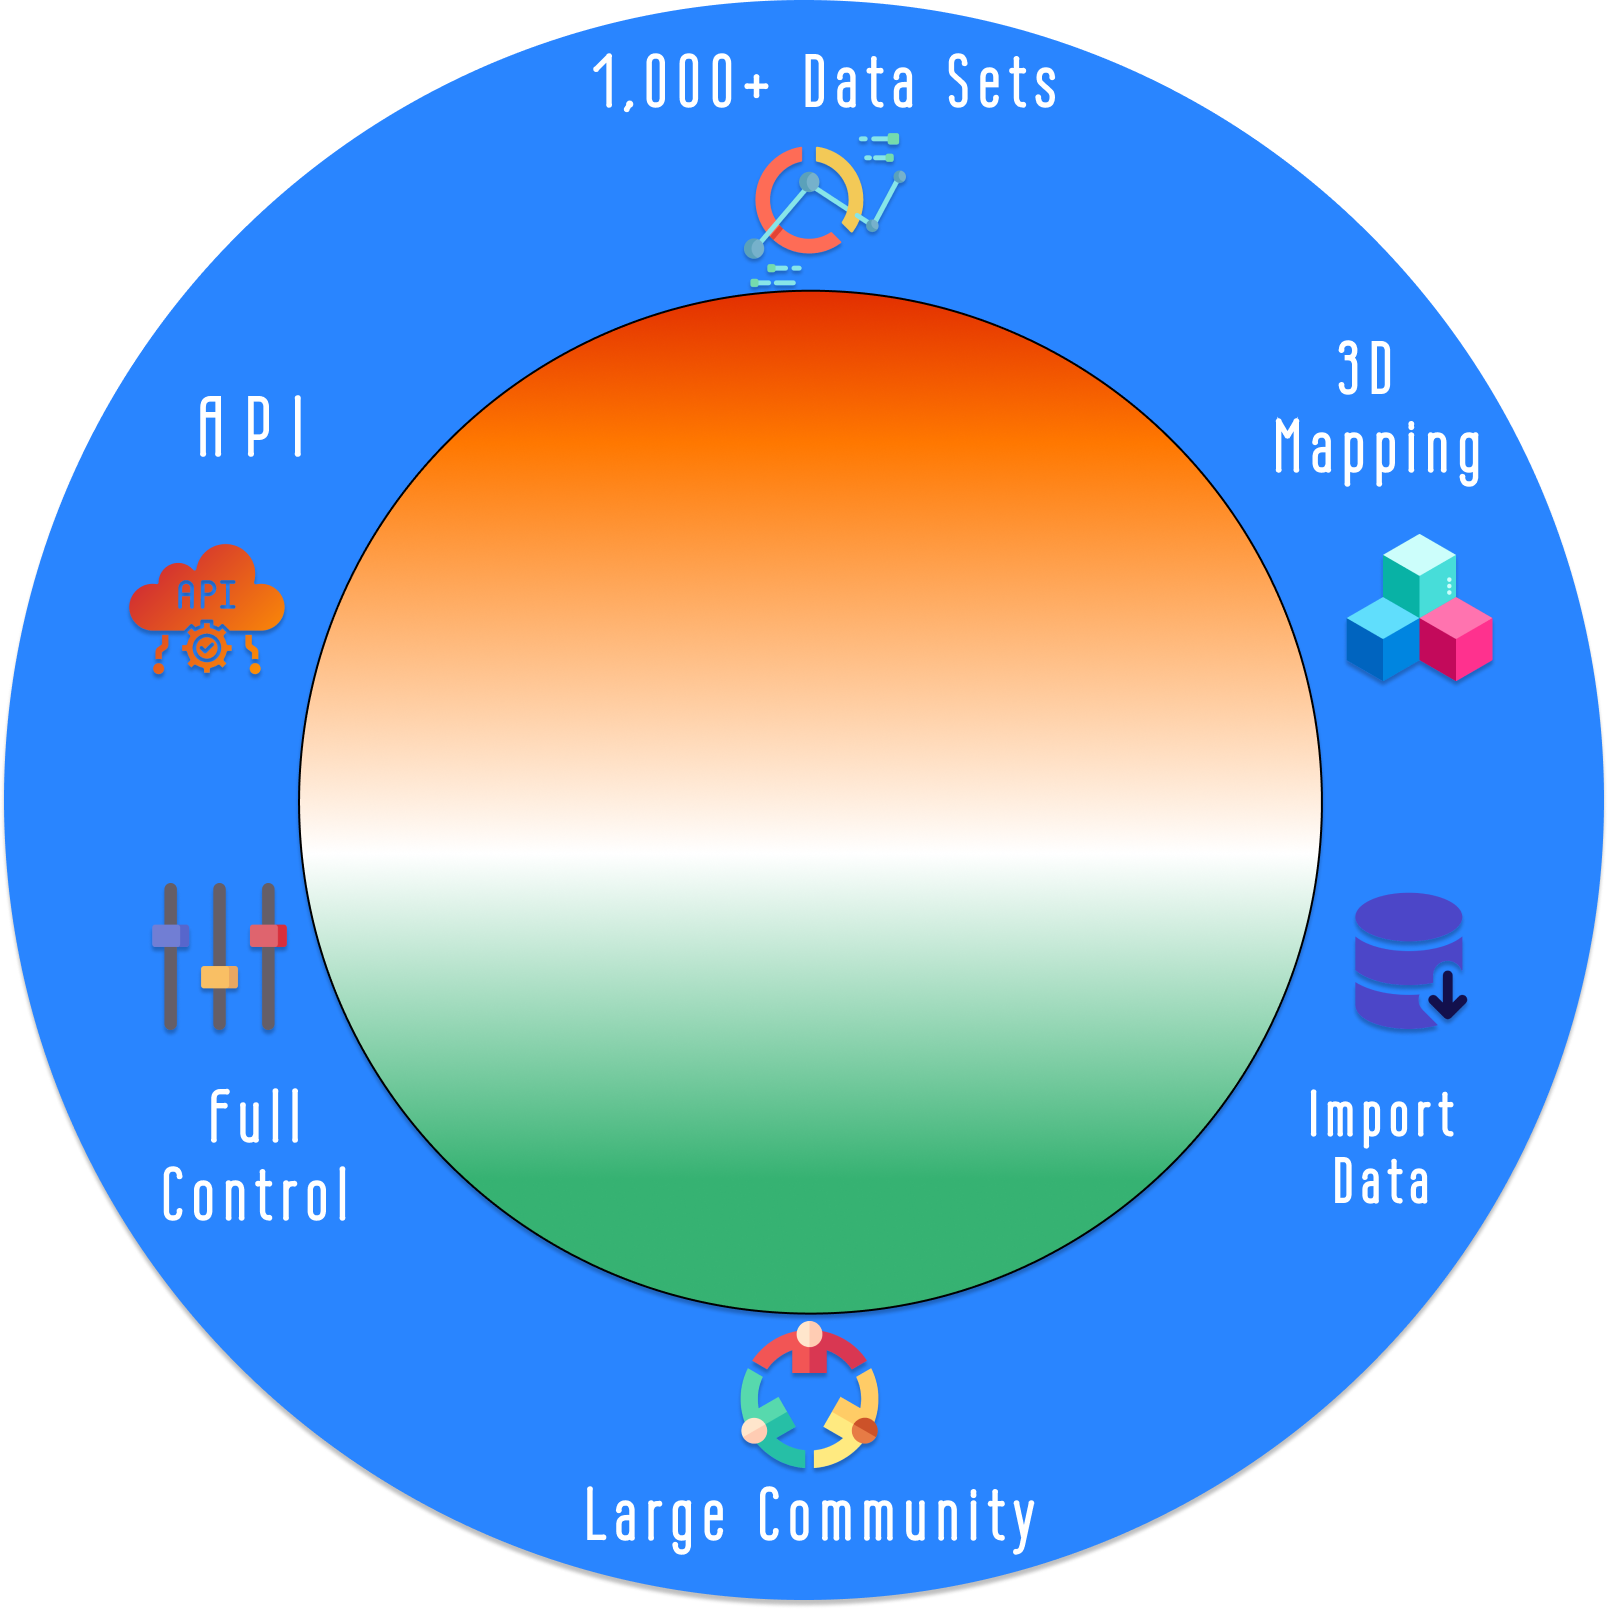 1,000+ Data Sets
3D
Mapping
API
API
Full
Control
Import
Data
Large Community